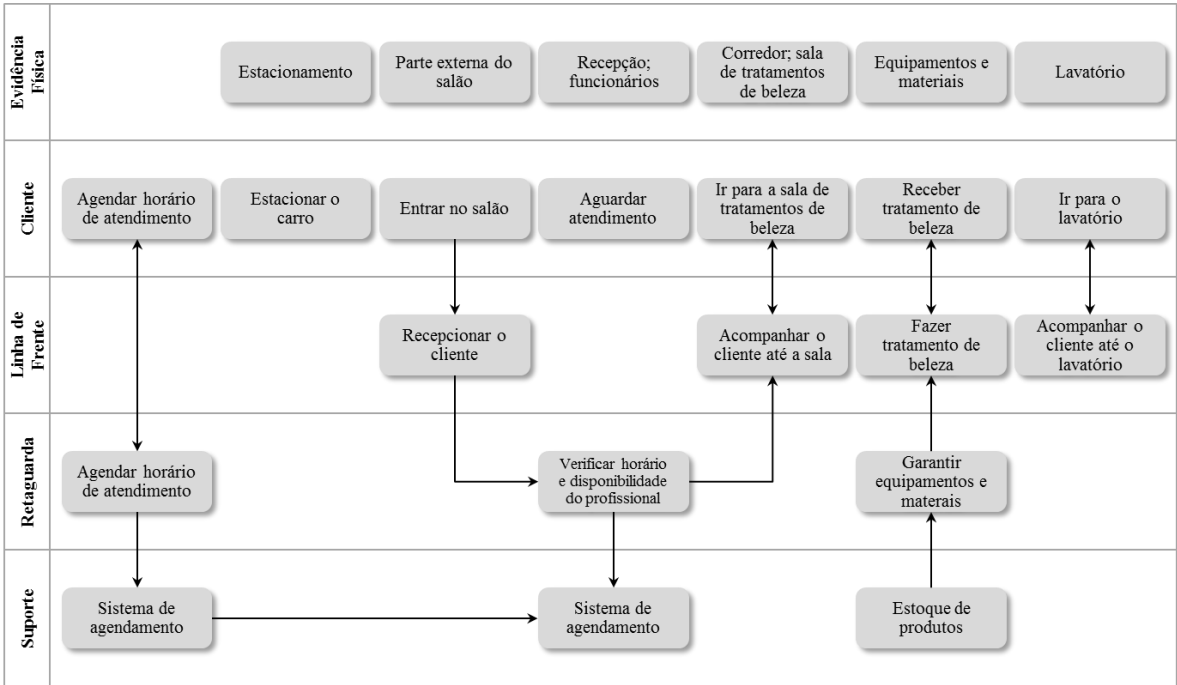 Evidência
Física
Estacionamento
Parte externa do
salão
Recepção;
funcionários
Corredor; sala
de tratamentos
de beleza
Equipamentos e
materiais
Lavatório
Cliente
Agendar horário
de atendimento
Estacionar o
carro
Entrar no salão
Aguardar
atendimento
Ir para a sala de
tratamentos de
beleza
Receber
tratamento de
beleza
Ir para o
lavatório
Linha de
Frente
Recepcionar o
cliente
Acompanhar o
cliente até a sala
Fazer
tratamento de
beleza
Acompanhar o
cliente até o
lavatório
Retaguarda
Agendar horário
de atendimento
Verificar horário
e disponibilidade
do profissional
Garantir
equipamentos e
materais
Suporte
Sistema de
agendamento
Sistema de
agendamento
Estoque de
produtos